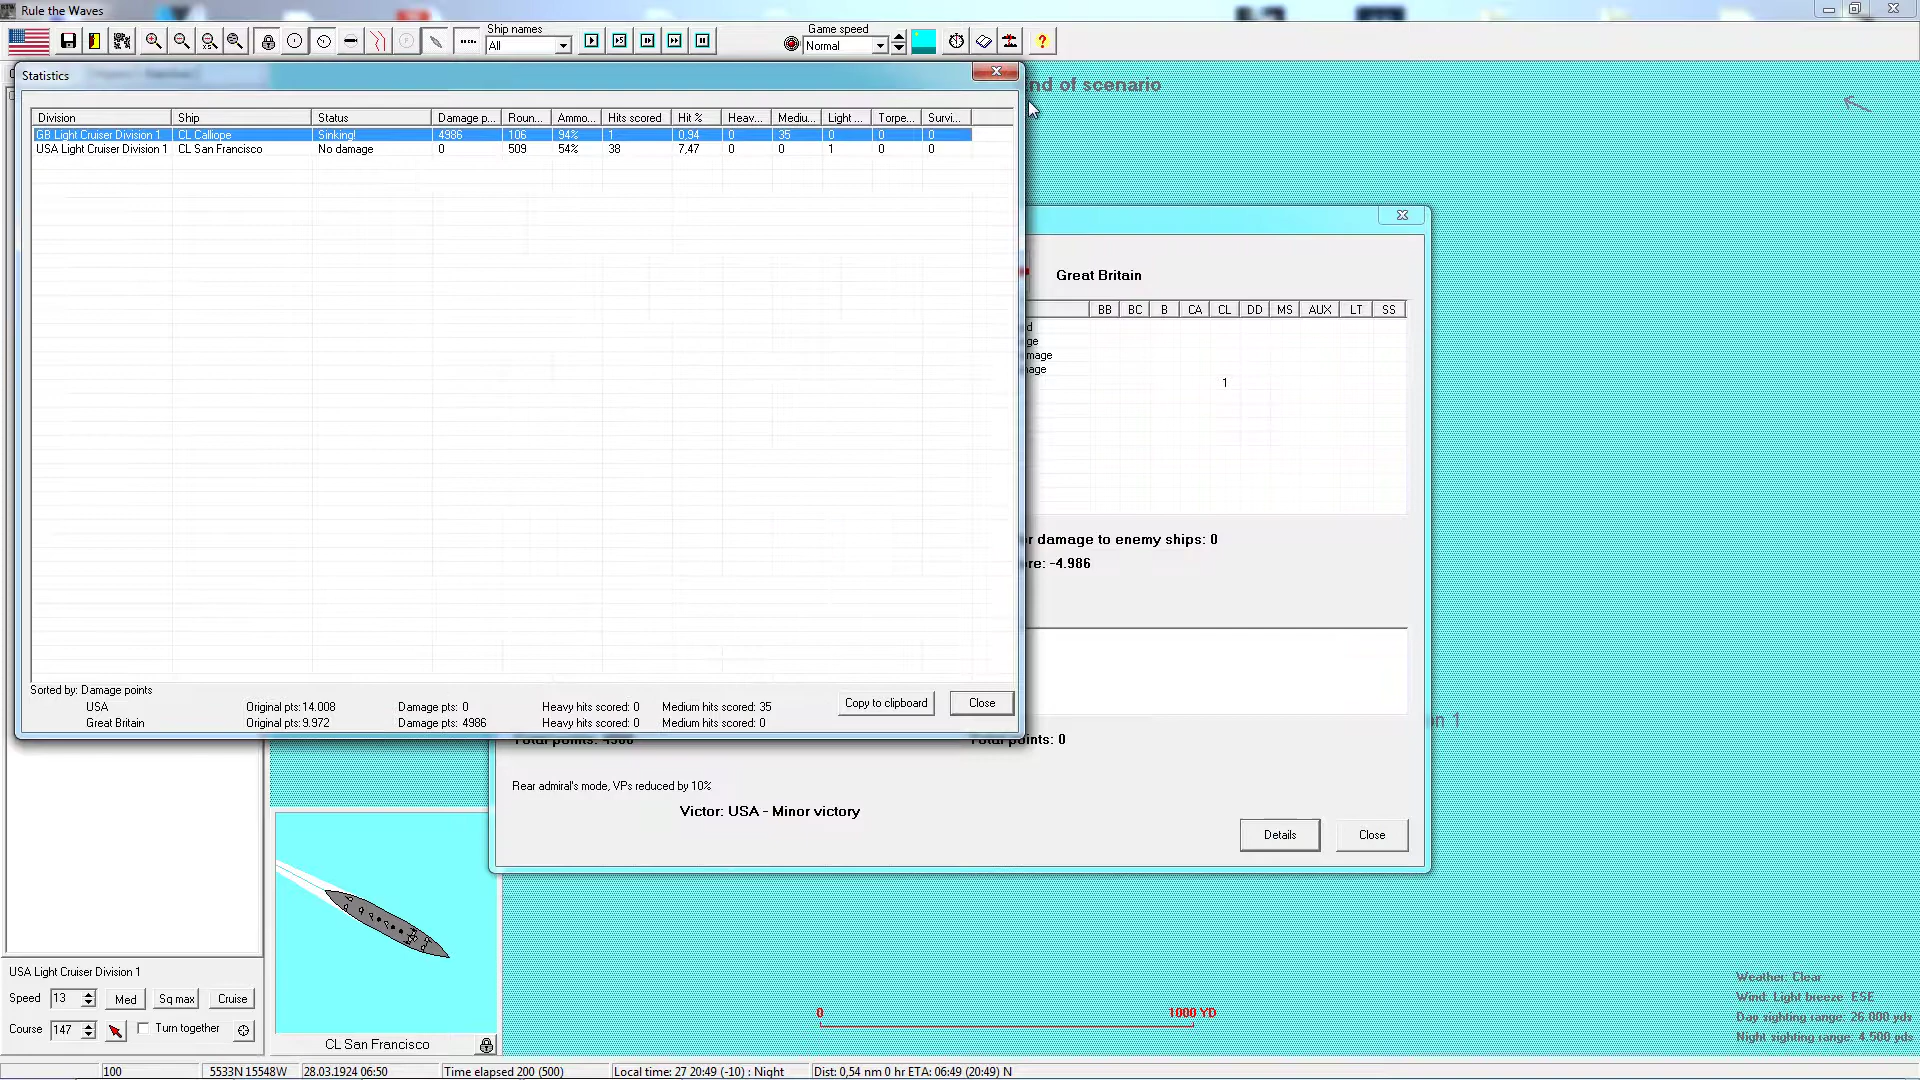 Rule the Waves
Ship names
All
Game speed
Normal
?
Statistics
nd of scenario
Division Ship Status Damage p... Roun... Ammo... Hits scored Hit % Heav... Mediu... Light ... Torpe... Survi...
GB Light Cruiser Division 1 CL Calliope Sinking! 4986 106 94% 1 0,94 0 35 0 0 0
USA Light Cruiser Division 1 CL San Francisco No damage 0 509 54% 38 7,47 0 0 1 0 0
Great Britain
BB BC B CA CL DD MS AUX LT SS
d
ge
mage
nage
1
r damage to enemy ships: 0
re: -4.986
Sorted by: Damage points
USA Original pts:14.008 Damage pts: 0 Heavy hits scored: 0 Medium hits scored: 35
Great Britain Original pts:9.972 Damage pts: 4986 Heavy hits scored: 0 Medium hits scored: 0
Copy to clipboard Close
on 1
Total points: 4986 Total points: 0
Rear admiral's mode, VPs reduced by 10%
Victor: USA - Minor victory
Details Close
USA Light Cruiser Division 1
Speed 13 Med Sq max Cruise
Course 147 Turn together
CL San Francisco
0 1000 YD
Weather: Clear
Wind: Light breeze ESE
Day sighting range: 26.000 yds
Night sighting range: 4.500 yds
100 5533N 15548W 28.03.1924 06:50 Time elapsed 200 (500) Local time: 27 20:49 (-10) : Night Dist: 0,54 nm 0 hr ETA: 06:49 (20:49) N